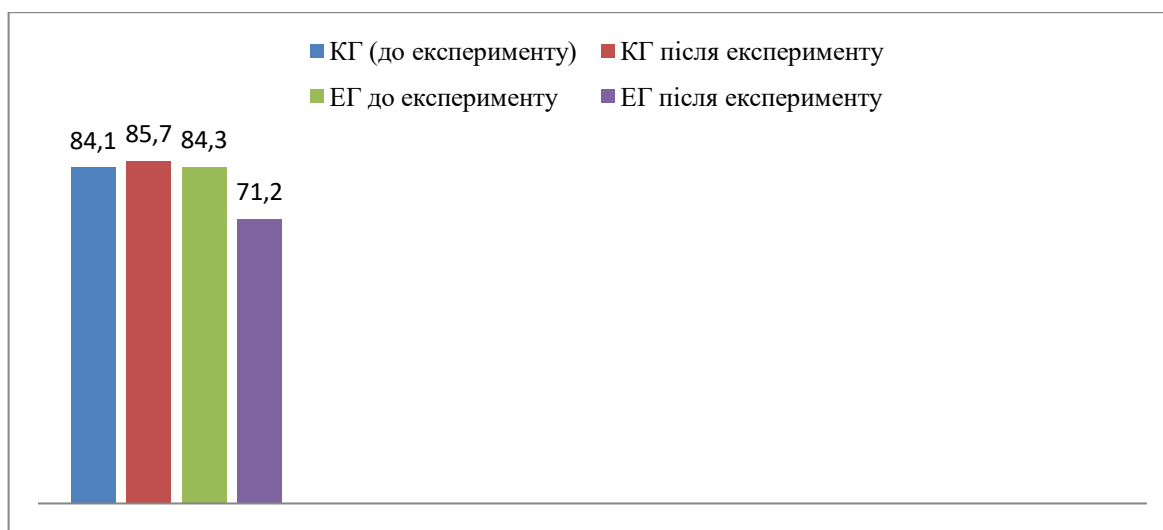 КГ (до експерименту) КГ після експерименту
ЕГ до експерименту ЕГ після експерименту
84,1 85,7 84,3
71,2